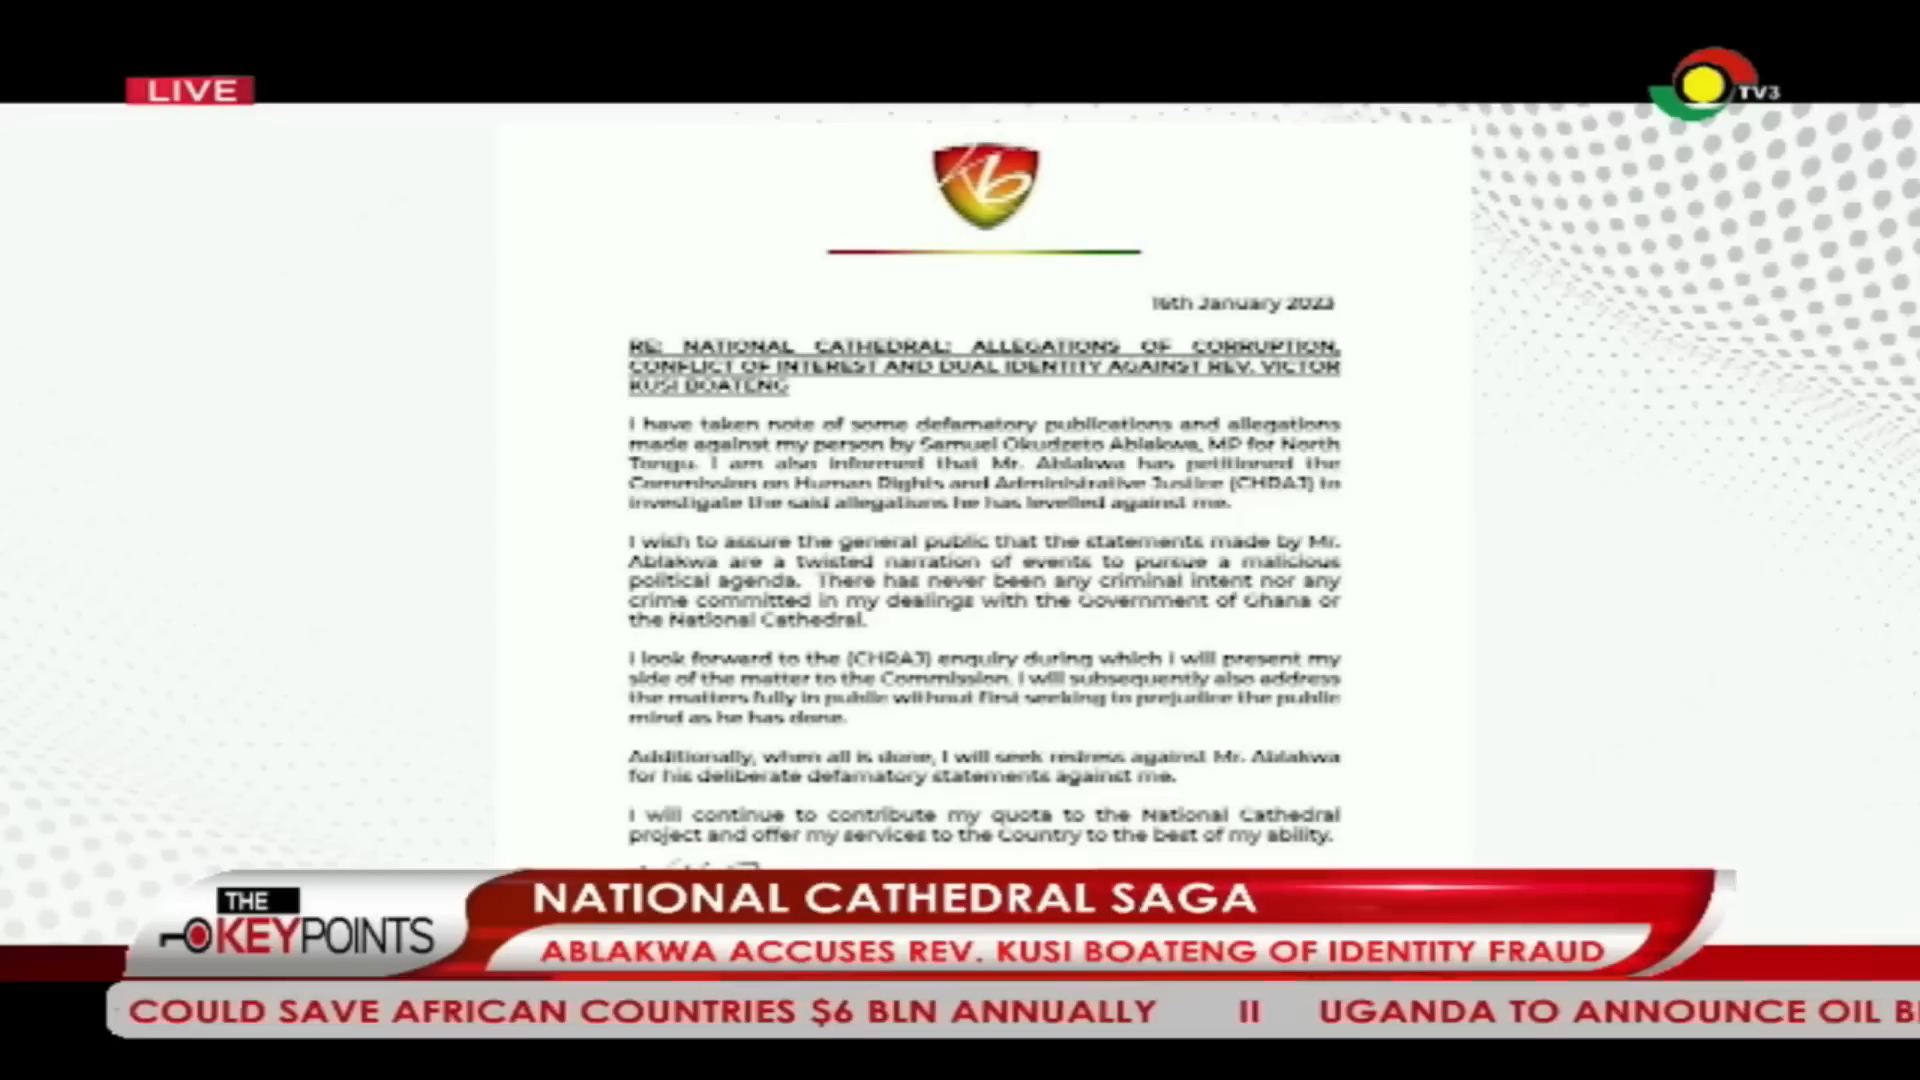 LIVE
TV3
kb
16th January 2023
RE: NATIONAL CATHEDRAL: ALLEGATIONS OF CORRUPTION,
CONFLICT OF INTEREST AND DUAL IDENTITY AGAINST REV. VICTOR
KUSI BOATENG
I have taken note of some defamatory publications and allegations
made against my person by Samuel Okudzeto Ablakwa, MP for North
Tongu. I am also informed that Mr. Ablakwa has petitioned the
Commission on Human Rights and Administrative Justice (CHRAJ) to
investigate the said allegations he has levelled against me.
I wish to assure the general public that the statements made by Mr.
Ablakwa are a twisted narration of events to pursue a malicious
political agenda. There has never been any criminal intent nor any
crime committed in my dealings with the Government of Ghana or
the National Cathedral.
I look forward to the (CHRAJ) enquiry during which I will present my
side of the matter to the Commission. I will subsequently also address
the matters fully in public without first seeking to prejudice the public
mind as he has done.
Additionally, when all is done, I will seek redress against Mr. Ablakwa
for his deliberate defamatory statements against me.
I will continue to contribute my quota to the National Cathedral
project and offer my services to the Country to the best of my ability.
THE
KEYPOINTS
NATIONAL CATHEDRAL SAGA
ABLAKWA ACCUSES REV. KUSI BOATENG OF IDENTITY FRAUD
COULD SAVE AFRICAN COUNTRIES $6 BLN ANNUALLY II UGANDA TO ANNOUNCE OIL